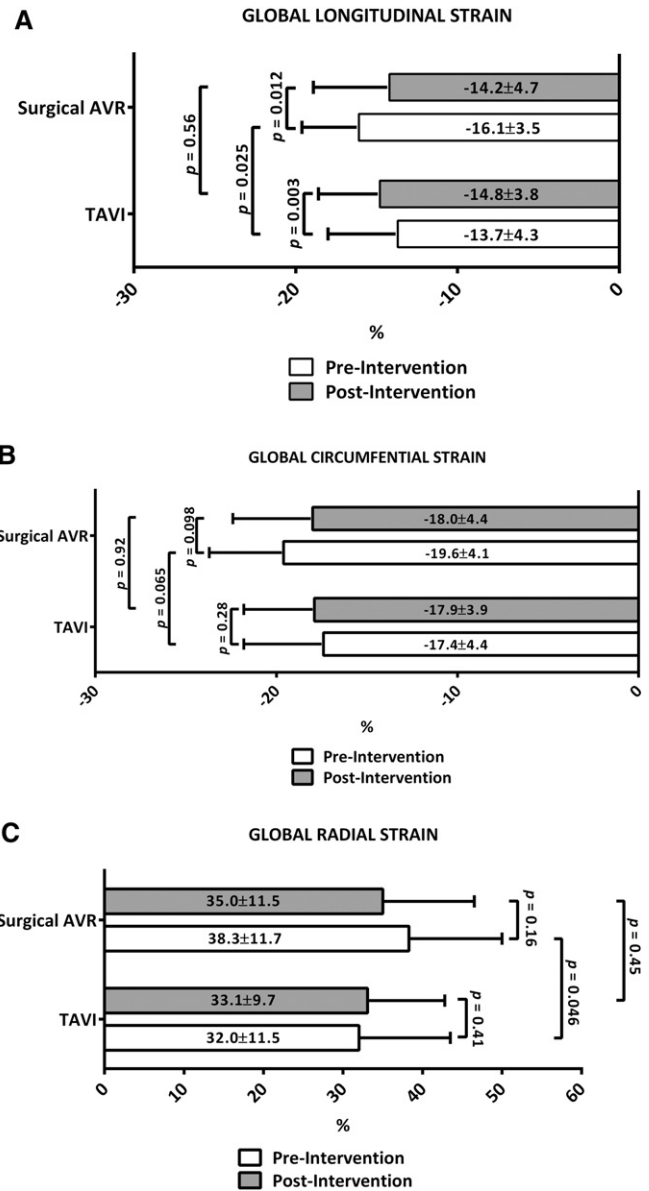 A
GLOBAL LONGITUDINAL STRAIN
Surgical AVR
TAVI
-14.2±4.7
-16.1±3.5
-14.8±3.8
-13.7±4.3
p = 0.56
p = 0.025
p = 0.012
p = 0.003
-30
-20
-10
0
%
Pre-Intervention
Post-Intervention
B
GLOBAL CIRCUMFENTIAL STRAIN
Surgical AVR
TAVI
-18.0±4.4
-19.6±4.1
-17.9±3.9
-17.4±4.4
p = 0.92
p = 0.065
p = 0.098
p = 0.28
-30
-20
-10
0
%
Pre-Intervention
Post-Intervention
C
GLOBAL RADIAL STRAIN
Surgical AVR
TAVI
35.0±11.5
38.3±11.7
33.1±9.7
32.0±11.5
p = 0.16
p = 0.41
p = 0.046
p = 0.45
0
10
20
30
40
50
60
%
Pre-Intervention
Post-Intervention